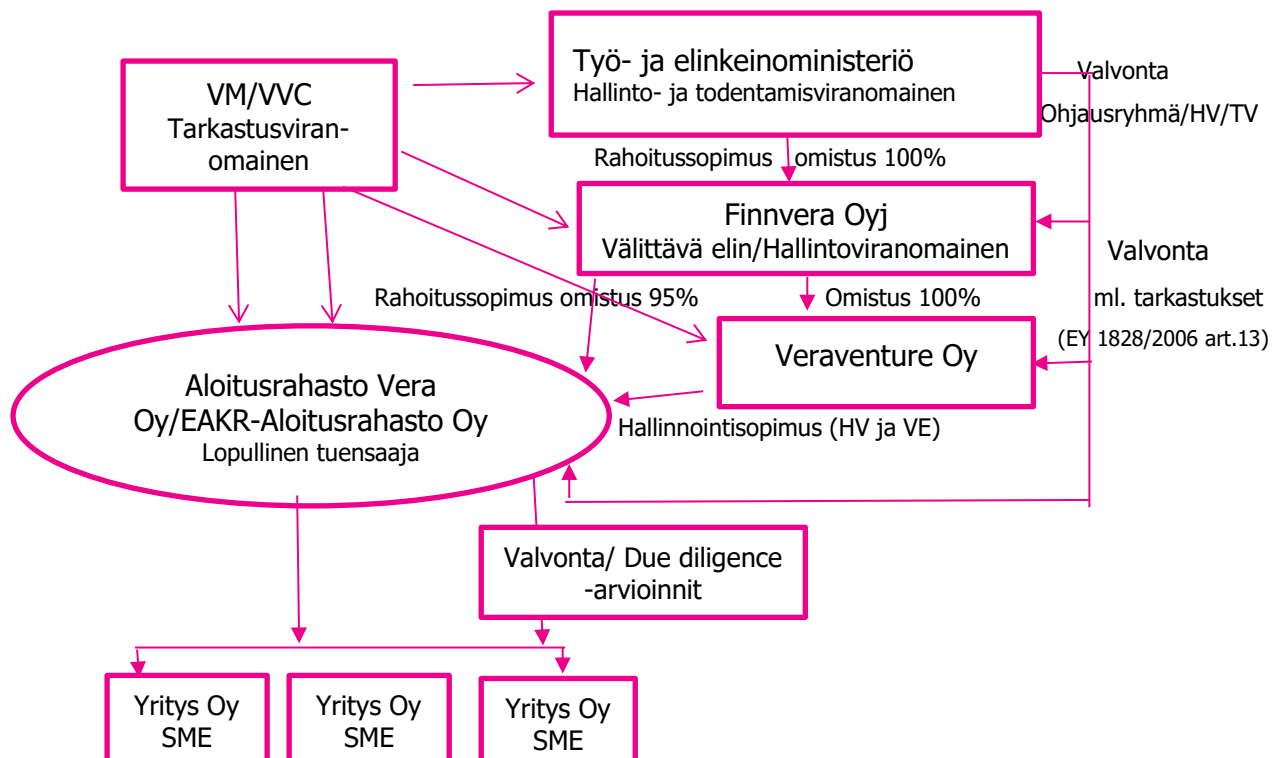 VM/VVC
Tarkastusviran-
omainen
Työ- ja elinkeinoministeriö
Hallinto- ja todentamisviranomainen
Valvonta
Ohjausryhmä/HV/TV
Rahoitussopimus omistus 100%
Finnvera Oyj
Välittävä elin/Hallintoviranomainen
Valvonta
ml. tarkastukset
(EY 1828/2006 art.13)
Rahoitussopimus omistus 95%
Omistus 100%
Veraventure Oy
Aloitusrahasto Vera
Oy/EAKR-Aloitusrahasto Oy
Lopullinen tuensaaja
Hallinnointisopimus (HV ja VE)
Valvonta/ Due diligence
-arvioinnit
Yritys Oy
SME
Yritys Oy
SME
Yritys Oy
SME